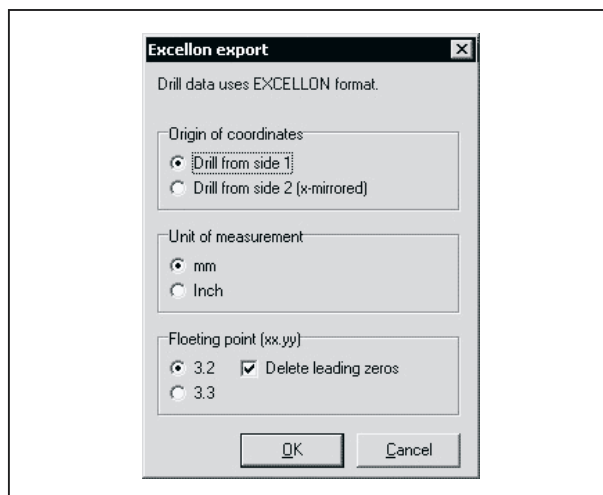 Excellon export
Drill data uses EXCELLON format.
Origin of coordinates
Drill from side 1
Drill from side 2 (x-mirrored)
Unit of measurement
mm
Inch
Floeting point (xx.yy)
3.2 Delete leading zeros
3.3
OK Cancel